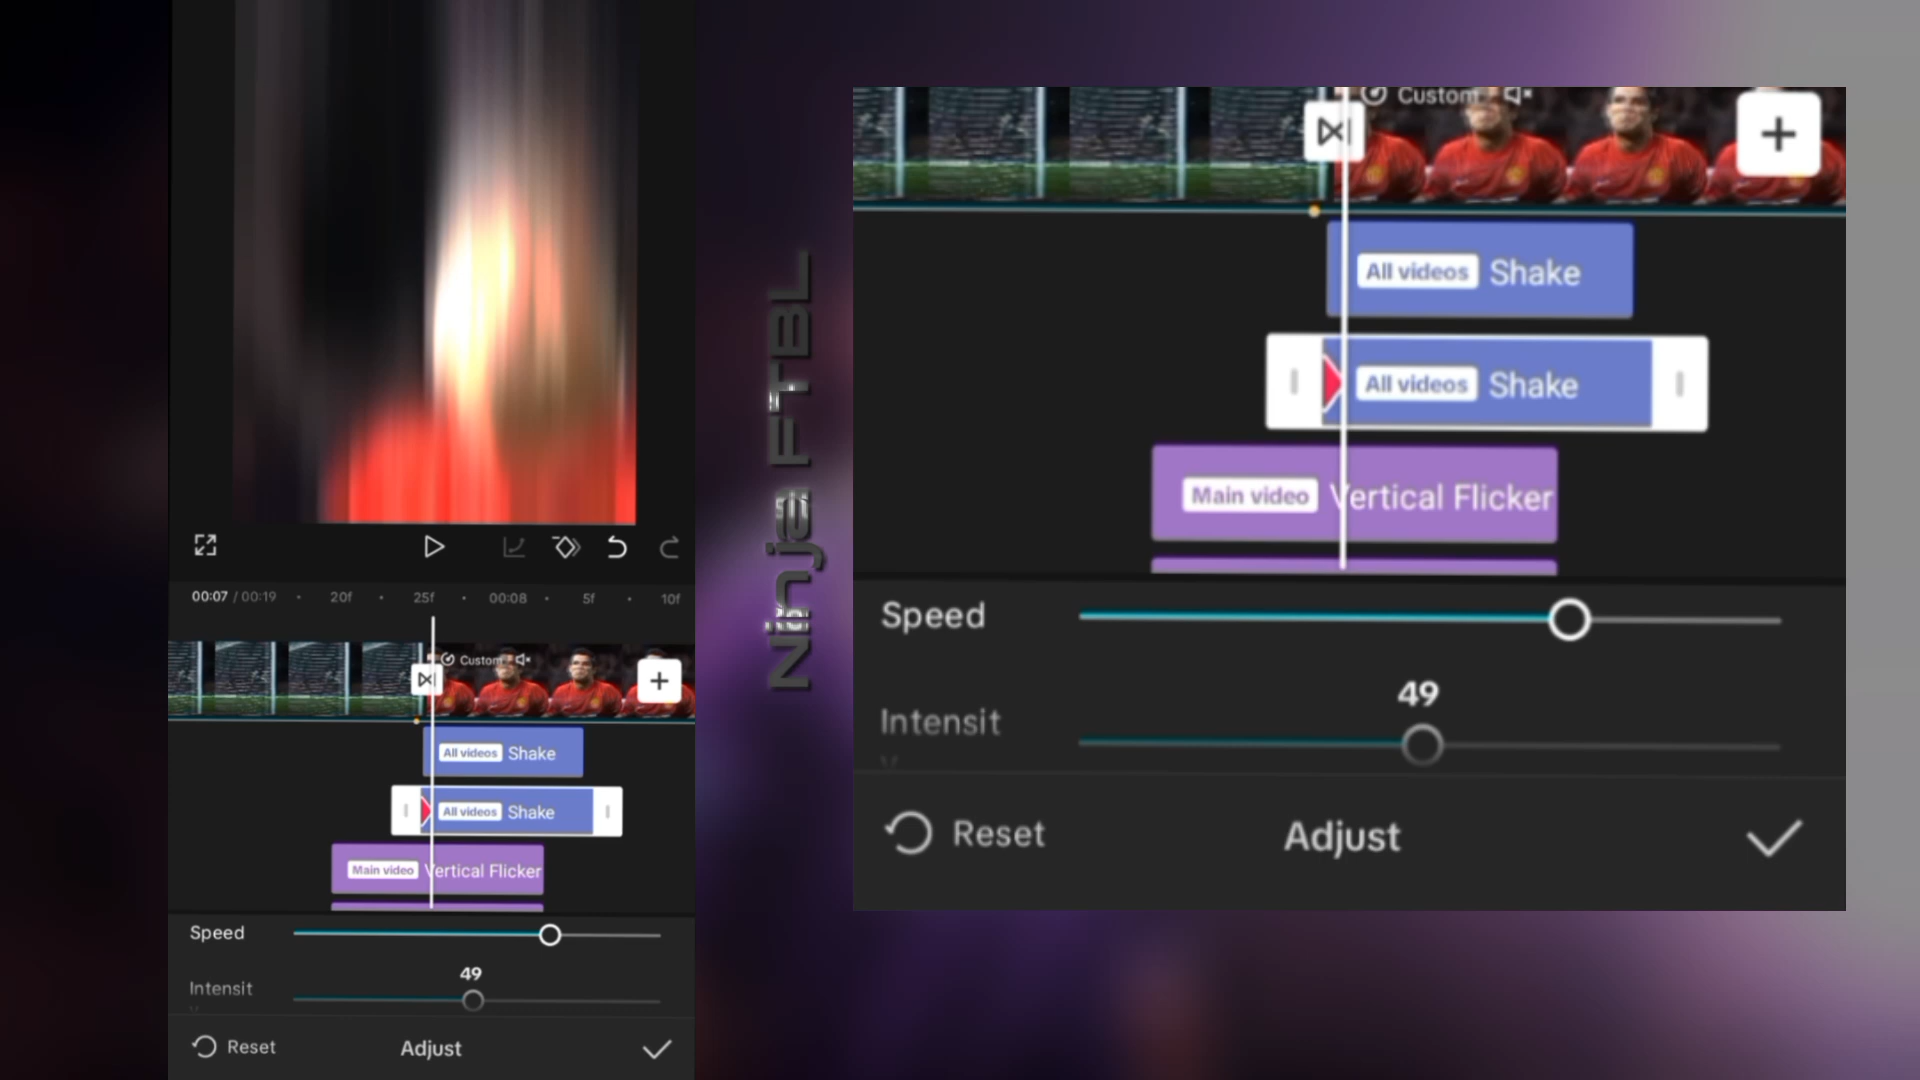 00:07 / 00:19
20f
25f
00:08
5f
10f
Custom
All videos Shake
All videos Shake
Main video Vertical Flicker
Speed
49
Intensit
Reset
Adjust
Ninja FTBL
Custom
All videos Shake
All videos Shake
Main video Vertical Flicker
Speed
49
Intensit
Reset
Adjust